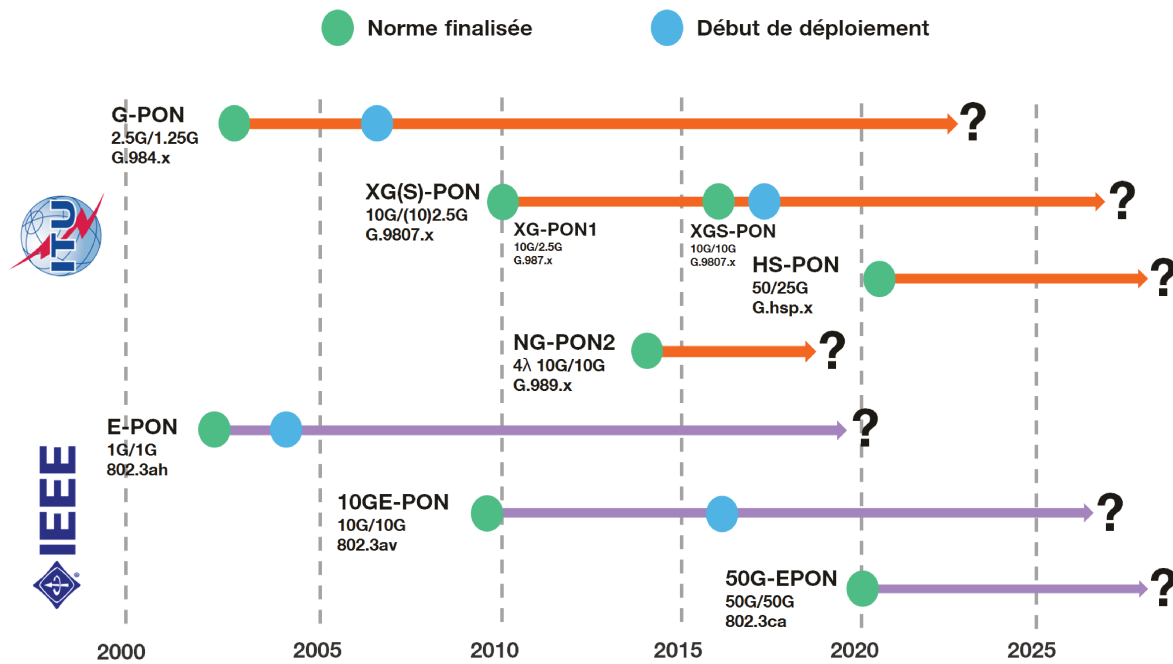 Norme finalisée
Début de déploiement
G-PON
2.5G/1.25G
G.984.x
?
XG(S)-PON
10G/(10)2.5G
G.9807.x
XG-PON1
10G/2.5G
G.987.x
XGS-PON
10G/10G
G.9807.x
?
ITU
HS-PON
50/25G
G.hsp.x
?
NG-PON2
4λ 10G/10G
G.989.x
?
E-PON
1G/1G
802.3ah
?
IEEE
10GE-PON
10G/10G
802.3av
?
50G-EPON
50G/50G
802.3ca
?
2000
2005
2010
2015
2020
2025